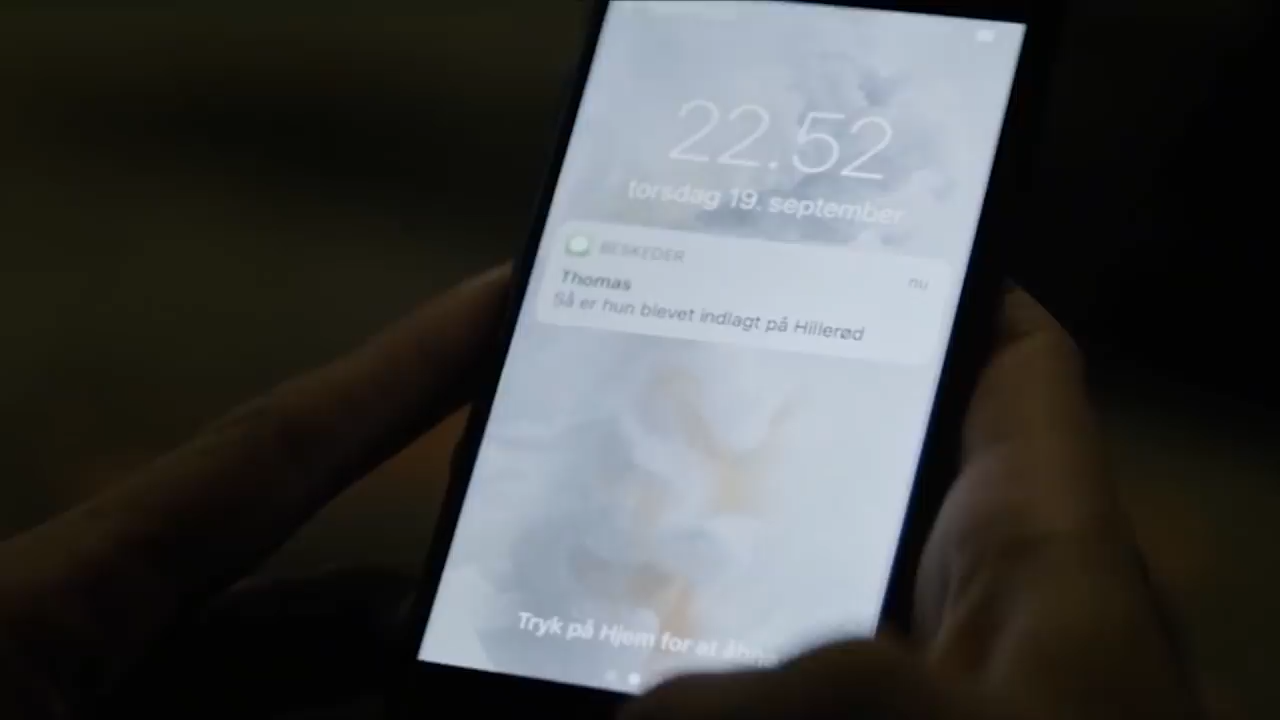 22.52
torsdag 19. september
BESKEDER
nu
Thomas
Så er hun blevet indlagt på Hillerød
Tryk på Hjem for at